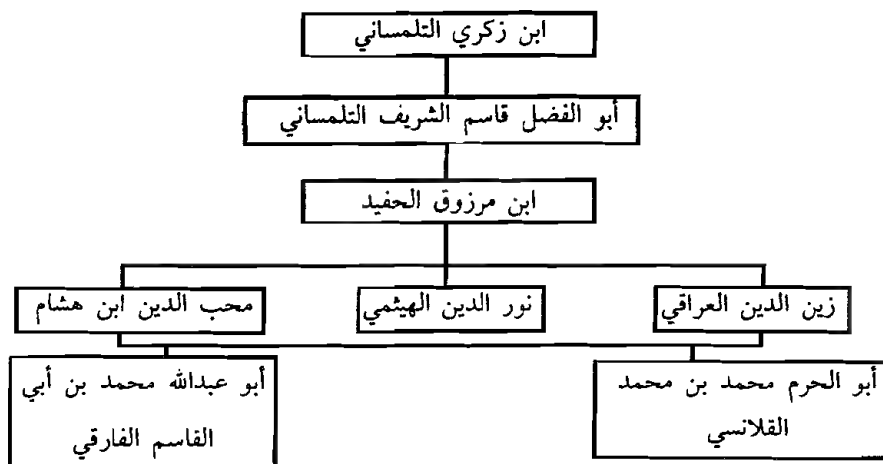 ابن زكري التلمساني
أبو الفضل قاسم الشريف التلمساني
ابن مرزوق الحفيد
زين الدين العراقي
نور الدين الهيثمي
محب الدين ابن هشام
أبو الحرم محمد بن محمد
القلانسي
أبو عبدالله محمد بن أبي
القاسم الفارقي